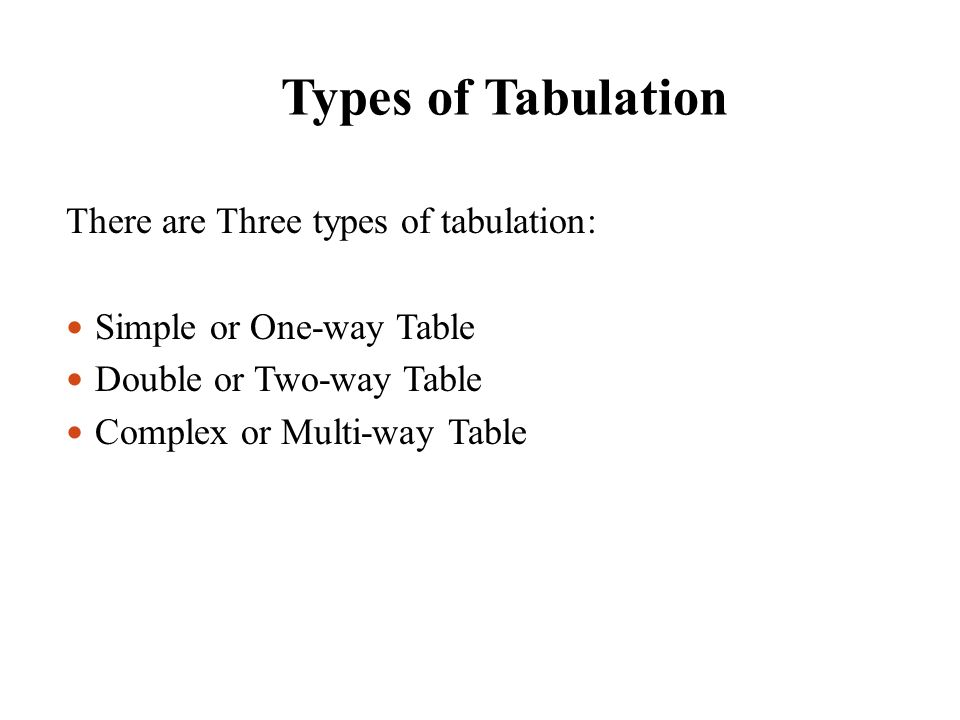 Types of Tabulation
There are Three types of tabulation:
• Simple or One-way Table
• Double or Two-way Table
• Complex or Multi-way Table